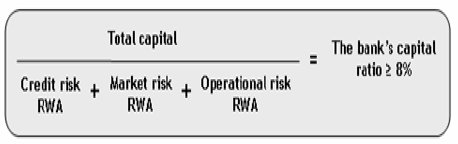 Total capital
Credit risk + Market risk + Operational risk
RWA RWA RWA
= The bank's capital
ratio ≥ 8%